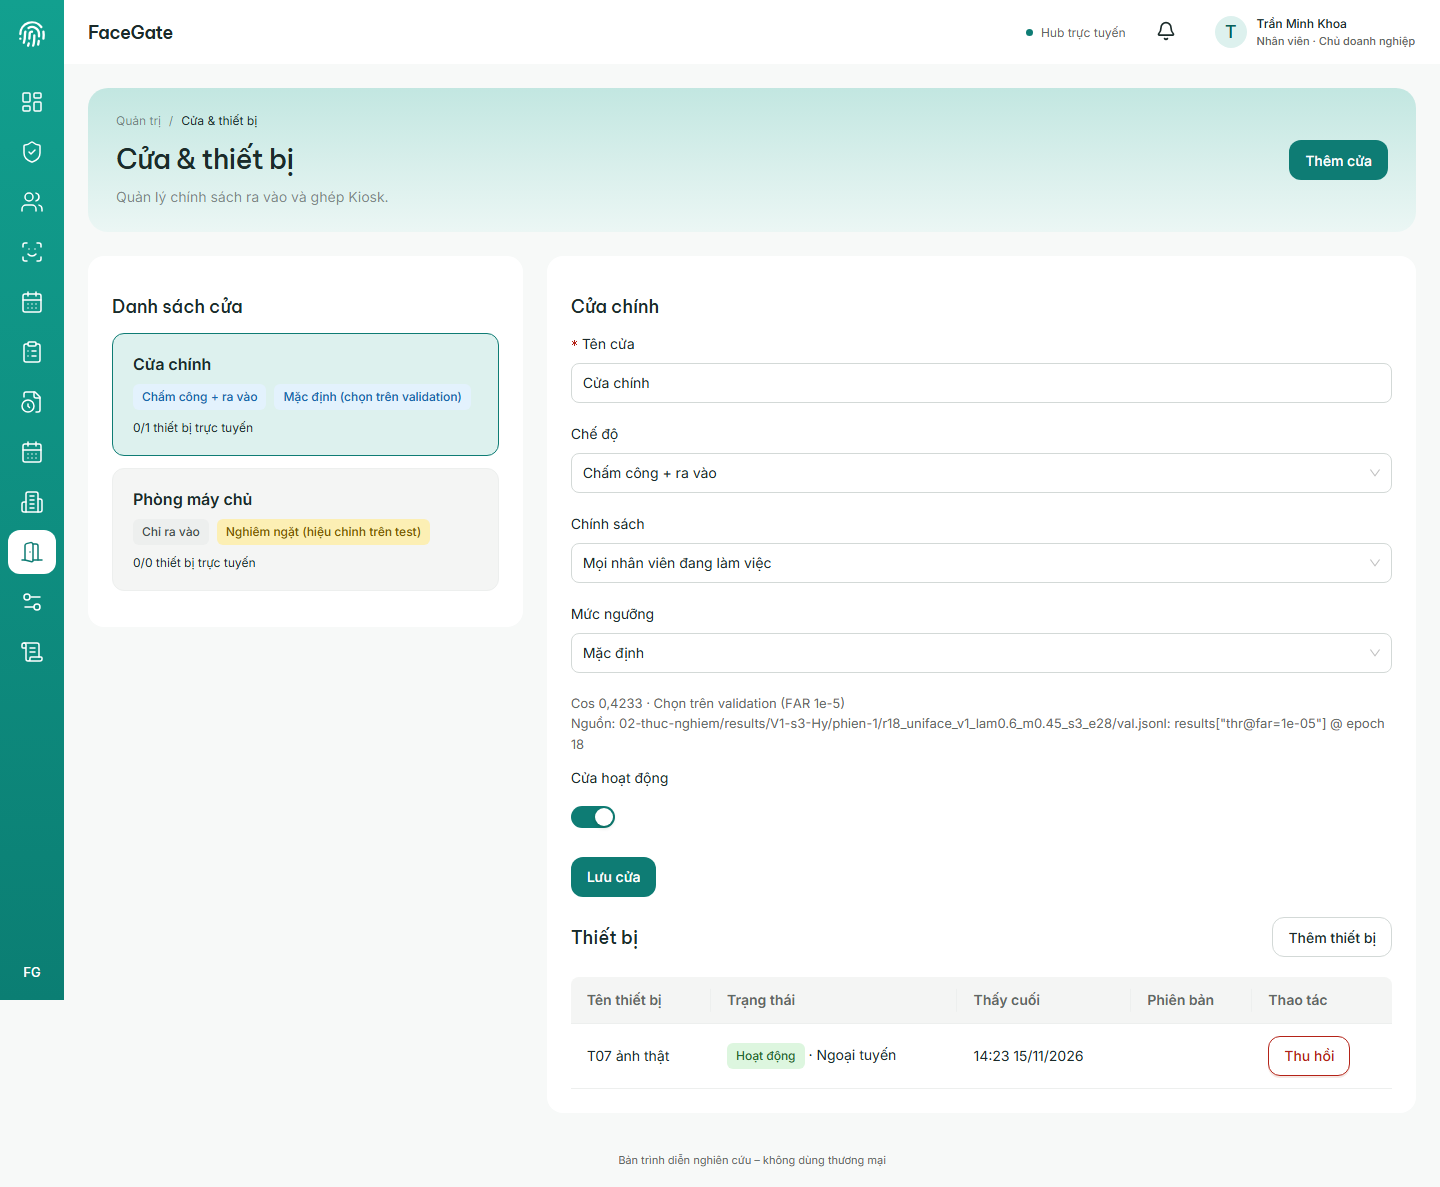 FaceGate
Hub trực tuyến
T
Trần Minh Khoa
Nhân viên · Chủ doanh nghiệp
Quản trị / Cửa & thiết bị
Cửa & thiết bị
Quản lý chính sách ra vào và ghép Kiosk.
Thêm cửa
Danh sách cửa
Cửa chính
Chấm công + ra vào
Mặc định (chọn trên validation)
0/1 thiết bị trực tuyến
Phòng máy chủ
Chỉ ra vào
Nghiêm ngặt (hiệu chỉnh trên test)
0/0 thiết bị trực tuyến
Cửa chính
* Tên cửa
Cửa chính
Chế độ
Chấm công + ra vào
Chính sách
Mọi nhân viên đang làm việc
Mức ngưỡng
Mặc định
Cos 0,4233 · Chọn trên validation (FAR 1e-5)
Nguồn: 02-thuc-nghiem/results/V1-s3-Hy/phien-1/r18_uniface_v1_lam0.6_m0.45_s3_e28/val.jsonl: results["thr@far=1e-05"] @ epoch
18
Cửa hoạt động
Lưu cửa
Thiết bị
Thêm thiết bị
Tên thiết bị Trạng thái Thấy cuối Phiên bản Thao tác
T07 ảnh thật Hoạt động · Ngoại tuyến 14:23 15/11/2026 Thu hồi
FG
Bản trình diễn nghiên cứu – không dùng thương mại